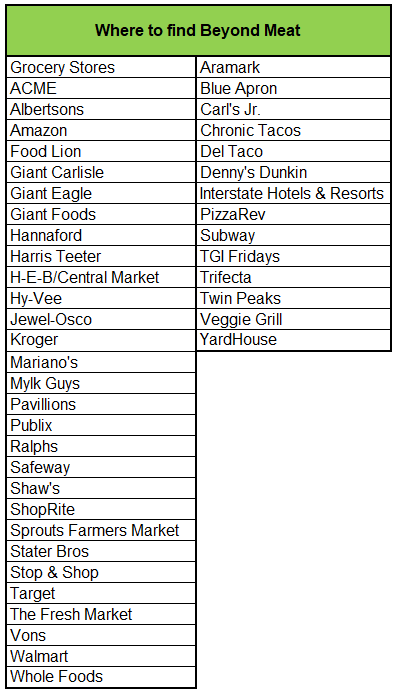 Where to find Beyond Meat
Grocery Stores Aramark
ACME Blue Apron
Albertsons Carl's Jr.
Amazon Chronic Tacos
Food Lion Del Taco
Giant Carlisle Denny's Dunkin
Giant Eagle Interstate Hotels & Resorts
Giant Foods PizzaRev
Hannaford Subway
Harris Teeter TGI Fridays
H-E-B/Central Market Trifecta
Hy-Vee Twin Peaks
Jewel-Osco Veggie Grill
Kroger YardHouse
Mariano's
Mylk Guys
Pavillions
Publix
Ralphs
Safeway
Shaw's
ShopRite
Sprouts Farmers Market
Stater Bros
Stop & Shop
Target
The Fresh Market
Vons
Walmart
Whole Foods